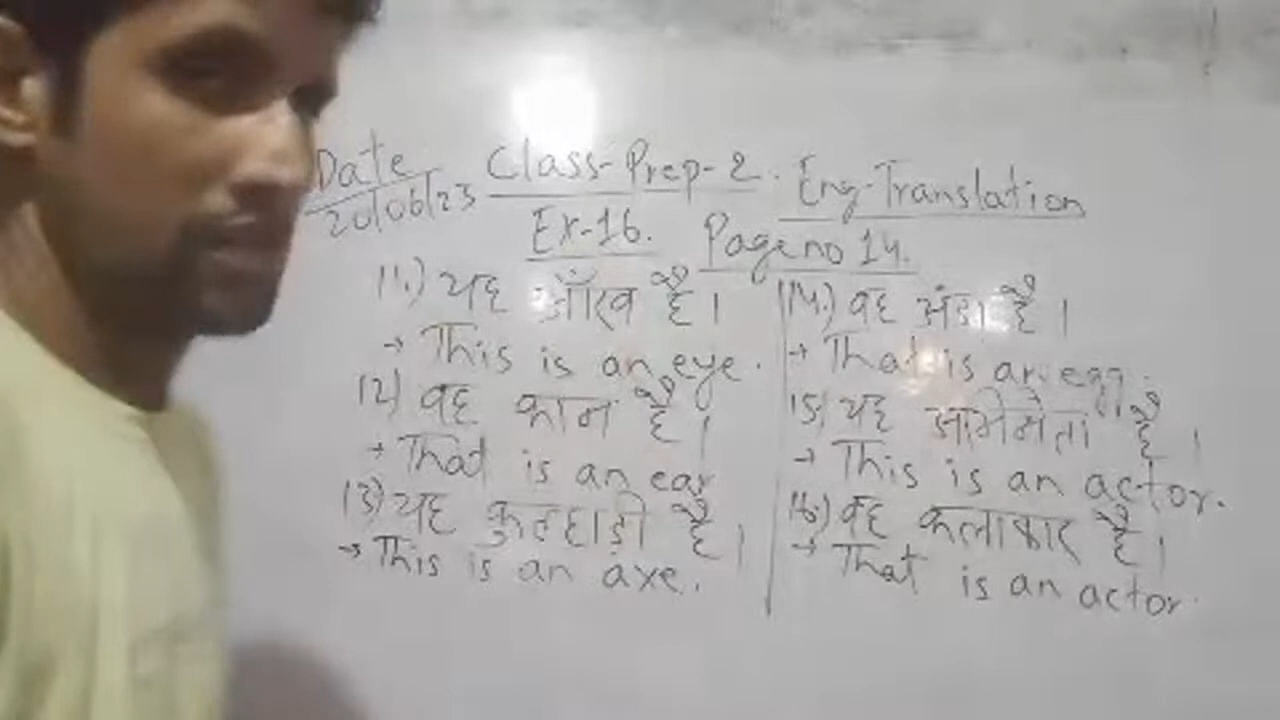 Date
20/06/23
Class-Prep-2. Eng-Translation
Ex-16. Page no 14.
11.) यह आँख है।
→ This is an eye.
12) वह कान है।
→ That is an ear
13) यह कुल्हाड़ी है।
→ This is an axe.
14.) वह अंडा है।
→ That is an egg.
15) यह अभिनेता है।
→ This is an actor.
16.) वह कलाकार है।
→ That is an actor.